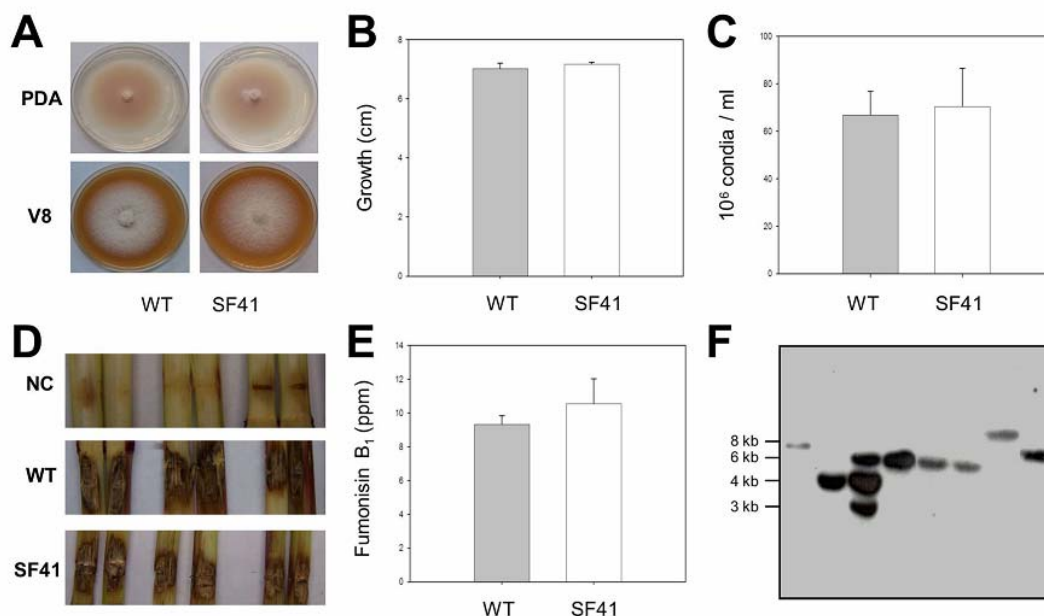 A
PDA
V8
WT SF41
B
Growth (cm)
8
6
4
2
0
WT SF41
C
10⁶ condia / ml
100
80
60
40
20
0
WT SF41
D
NC
WT
SF41
E
Fumonisin B₁ (ppm)
14
12
10
8
6
4
2
0
WT SF41
F
8 kb
6 kb
4 kb
3 kb